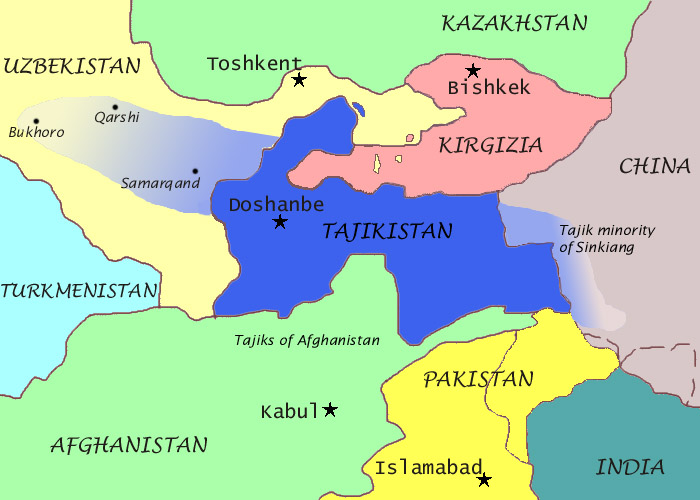 KAZAKHSTAN
UZBEKISTAN
Toshkent
Bishkek
Qarshi
Bukhoro
KIRGIZIA
CHINA
Samarqand
Doshanbe
TAJIKISTAN
Tajik minority
of Sinkiang
TURKMENISTAN
Tajiks of Afghanistan
PAKISTAN
Kabul
AFGHANISTAN
Islamabad
INDIA